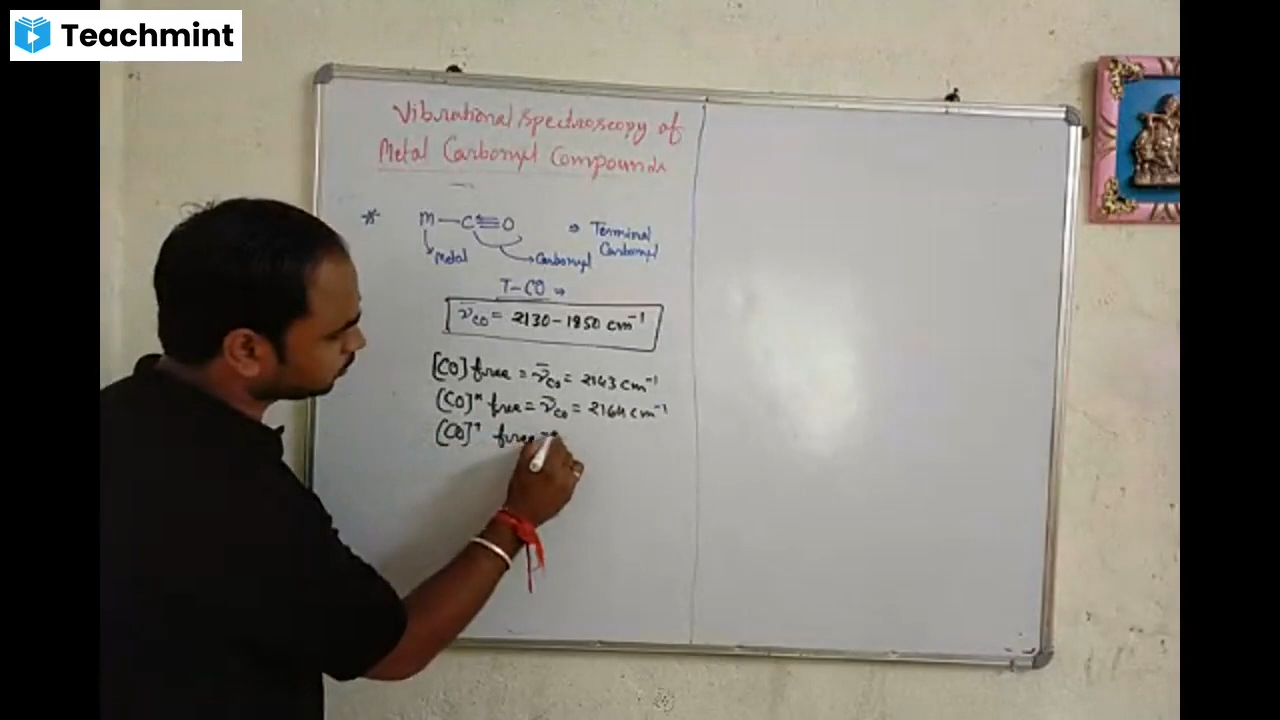 Teachmint
Vibrational spectroscopy of
Metal Carbonyl Compounds
* M—C≡O ⇒ Terminal
Carbonyl
Metal Carbonyl
T-CO ⇒
ν̄co = 2130-1850 cm⁻¹
[CO] free = ν̄co = 2143 cm⁻¹
[CO]* free = ν̄co = 2164 cm⁻¹
[CO]⁺ free =